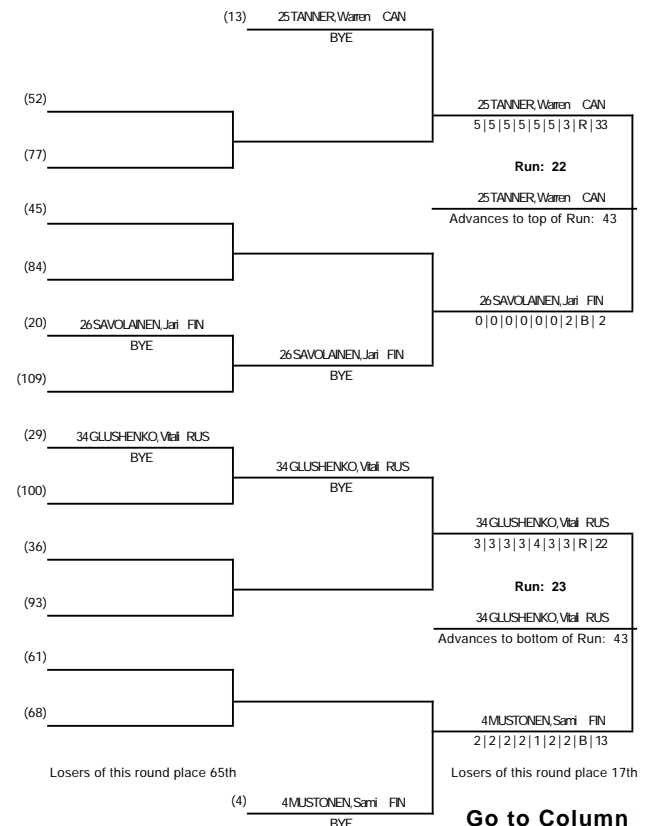 (13) 25 TANNER, Warren CAN
BYE
(52)
25 TANNER, Warren CAN
5 | 5 | 5 | 5 | 5 | 5 | 3 | R | 33
(77)
Run: 22
25 TANNER, Warren CAN
(45)
Advances to top of Run: 43
(84)
26 SAVOLAINEN, Jari FIN
0 | 0 | 0 | 0 | 0 | 2 | B | 2
(20) 26 SAVOLAINEN, Jari FIN
BYE
26 SAVOLAINEN, Jari FIN
BYE
(109)
(29) 34 GLUSHENKO, Vitali RUS
BYE
34 GLUSHENKO, Vitali RUS
BYE
(100)
34 GLUSHENKO, Vitali RUS
3 | 3 | 3 | 3 | 4 | 3 | 3 | R | 22
(36)
Run: 23
(93)
34 GLUSHENKO, Vitali RUS
Advances to bottom of Run: 43
(61)
(68)
4 MUSTONEN, Sami FIN
2 | 2 | 2 | 2 | 1 | 2 | 2 | B | 13
Losers of this round place 65th
Losers of this round place 17th
(4) 4 MUSTONEN, Sami FIN
BYE
Go to Column